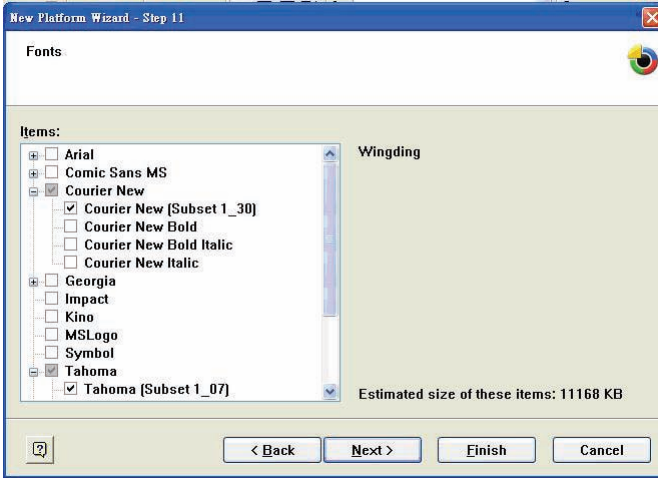 New Platform Wizard - Step 11
Fonts
Items:
Arial
Comic Sans MS
Courier New
Courier New (Subset 1_30)
Courier New Bold
Courier New Bold Italic
Courier New Italic
Georgia
Impact
Kino
MSLogo
Symbol
Tahoma
Tahoma (Subset 1_07)
Wingding
Estimated size of these items: 11168 KB
< Back Next > Finish Cancel